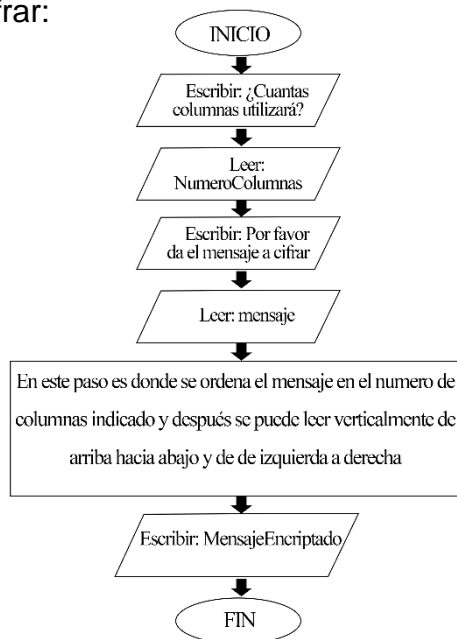 frar:
INICIO
Escribir: ¿Cuantas
columnas utilizará?
Leer:
NumeroColumnas
Escribir: Por favor
da el mensaje a cifrar
Leer: mensaje
En este paso es donde se ordena el mensaje en el numero de
columnas indicado y después se puede leer verticalmente de
arriba hacia abajo y de de izquierda a derecha
Escribir: MensajeEncriptado
FIN